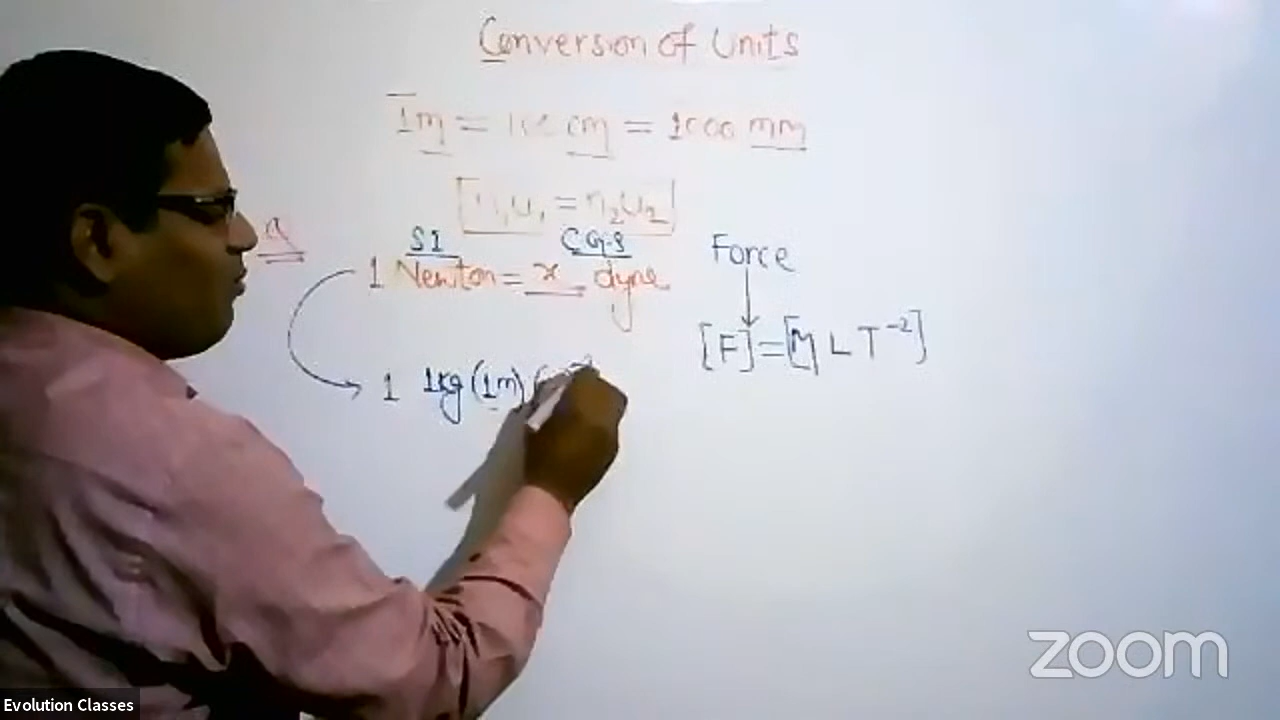 Conversion of Units
1m = 100 cm = 1000 mm
n₁u₁ = n₂u₂
Q
SI CGS
1 Newton = x dyne
Force
[F] = [M L T⁻²]
1 1kg (1m) (
zoom
Evolution Classes